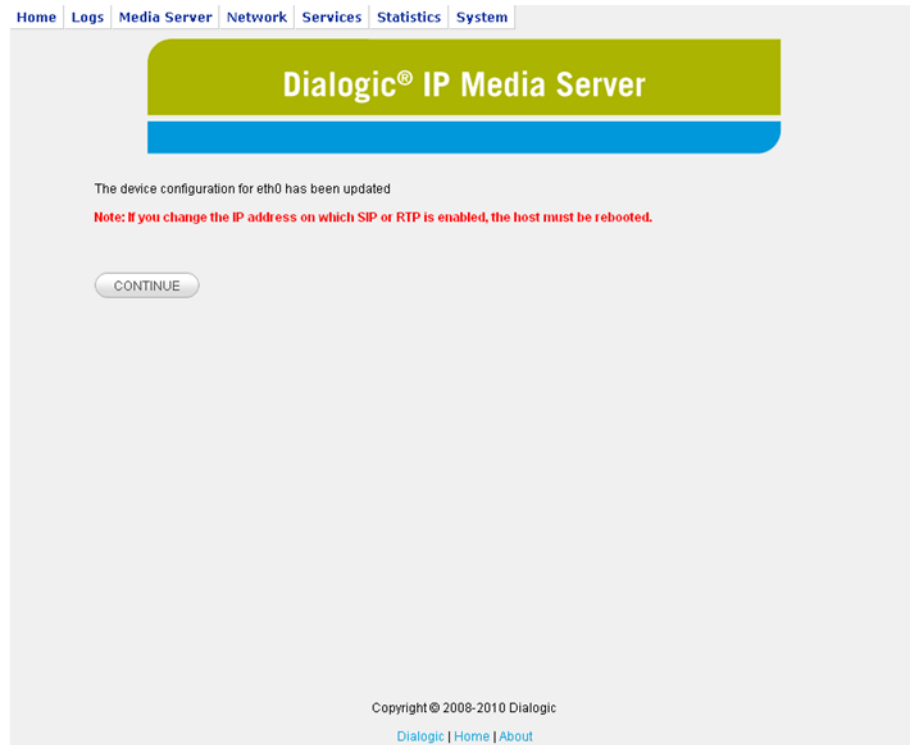 Home Logs Media Server Network Services Statistics System
Dialogic® IP Media Server
The device configuration for eth0 has been updated
Note: If you change the IP address on which SIP or RTP is enabled, the host must be rebooted.
CONTINUE
Copyright © 2008-2010 Dialogic
Dialogic | Home | About